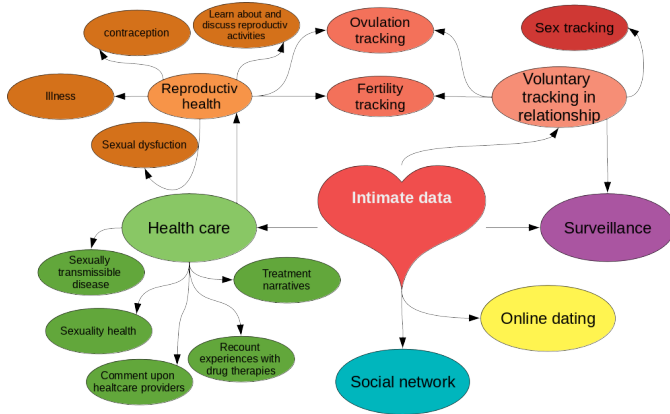 Learn about and
discuss reproductiv
activities
contraception
Ovulation
tracking
Sex tracking
Illness
Reproductiv
health
Fertility
tracking
Voluntary
tracking in
relationship
Sexual dysfuction
Intimate data
Health care
Surveillance
Sexually
transmissible
disease
Treatment
narratives
Sexuality health
Online dating
Recount
experiences with
drug therapies
Comment upon
healtcare providers
Social network